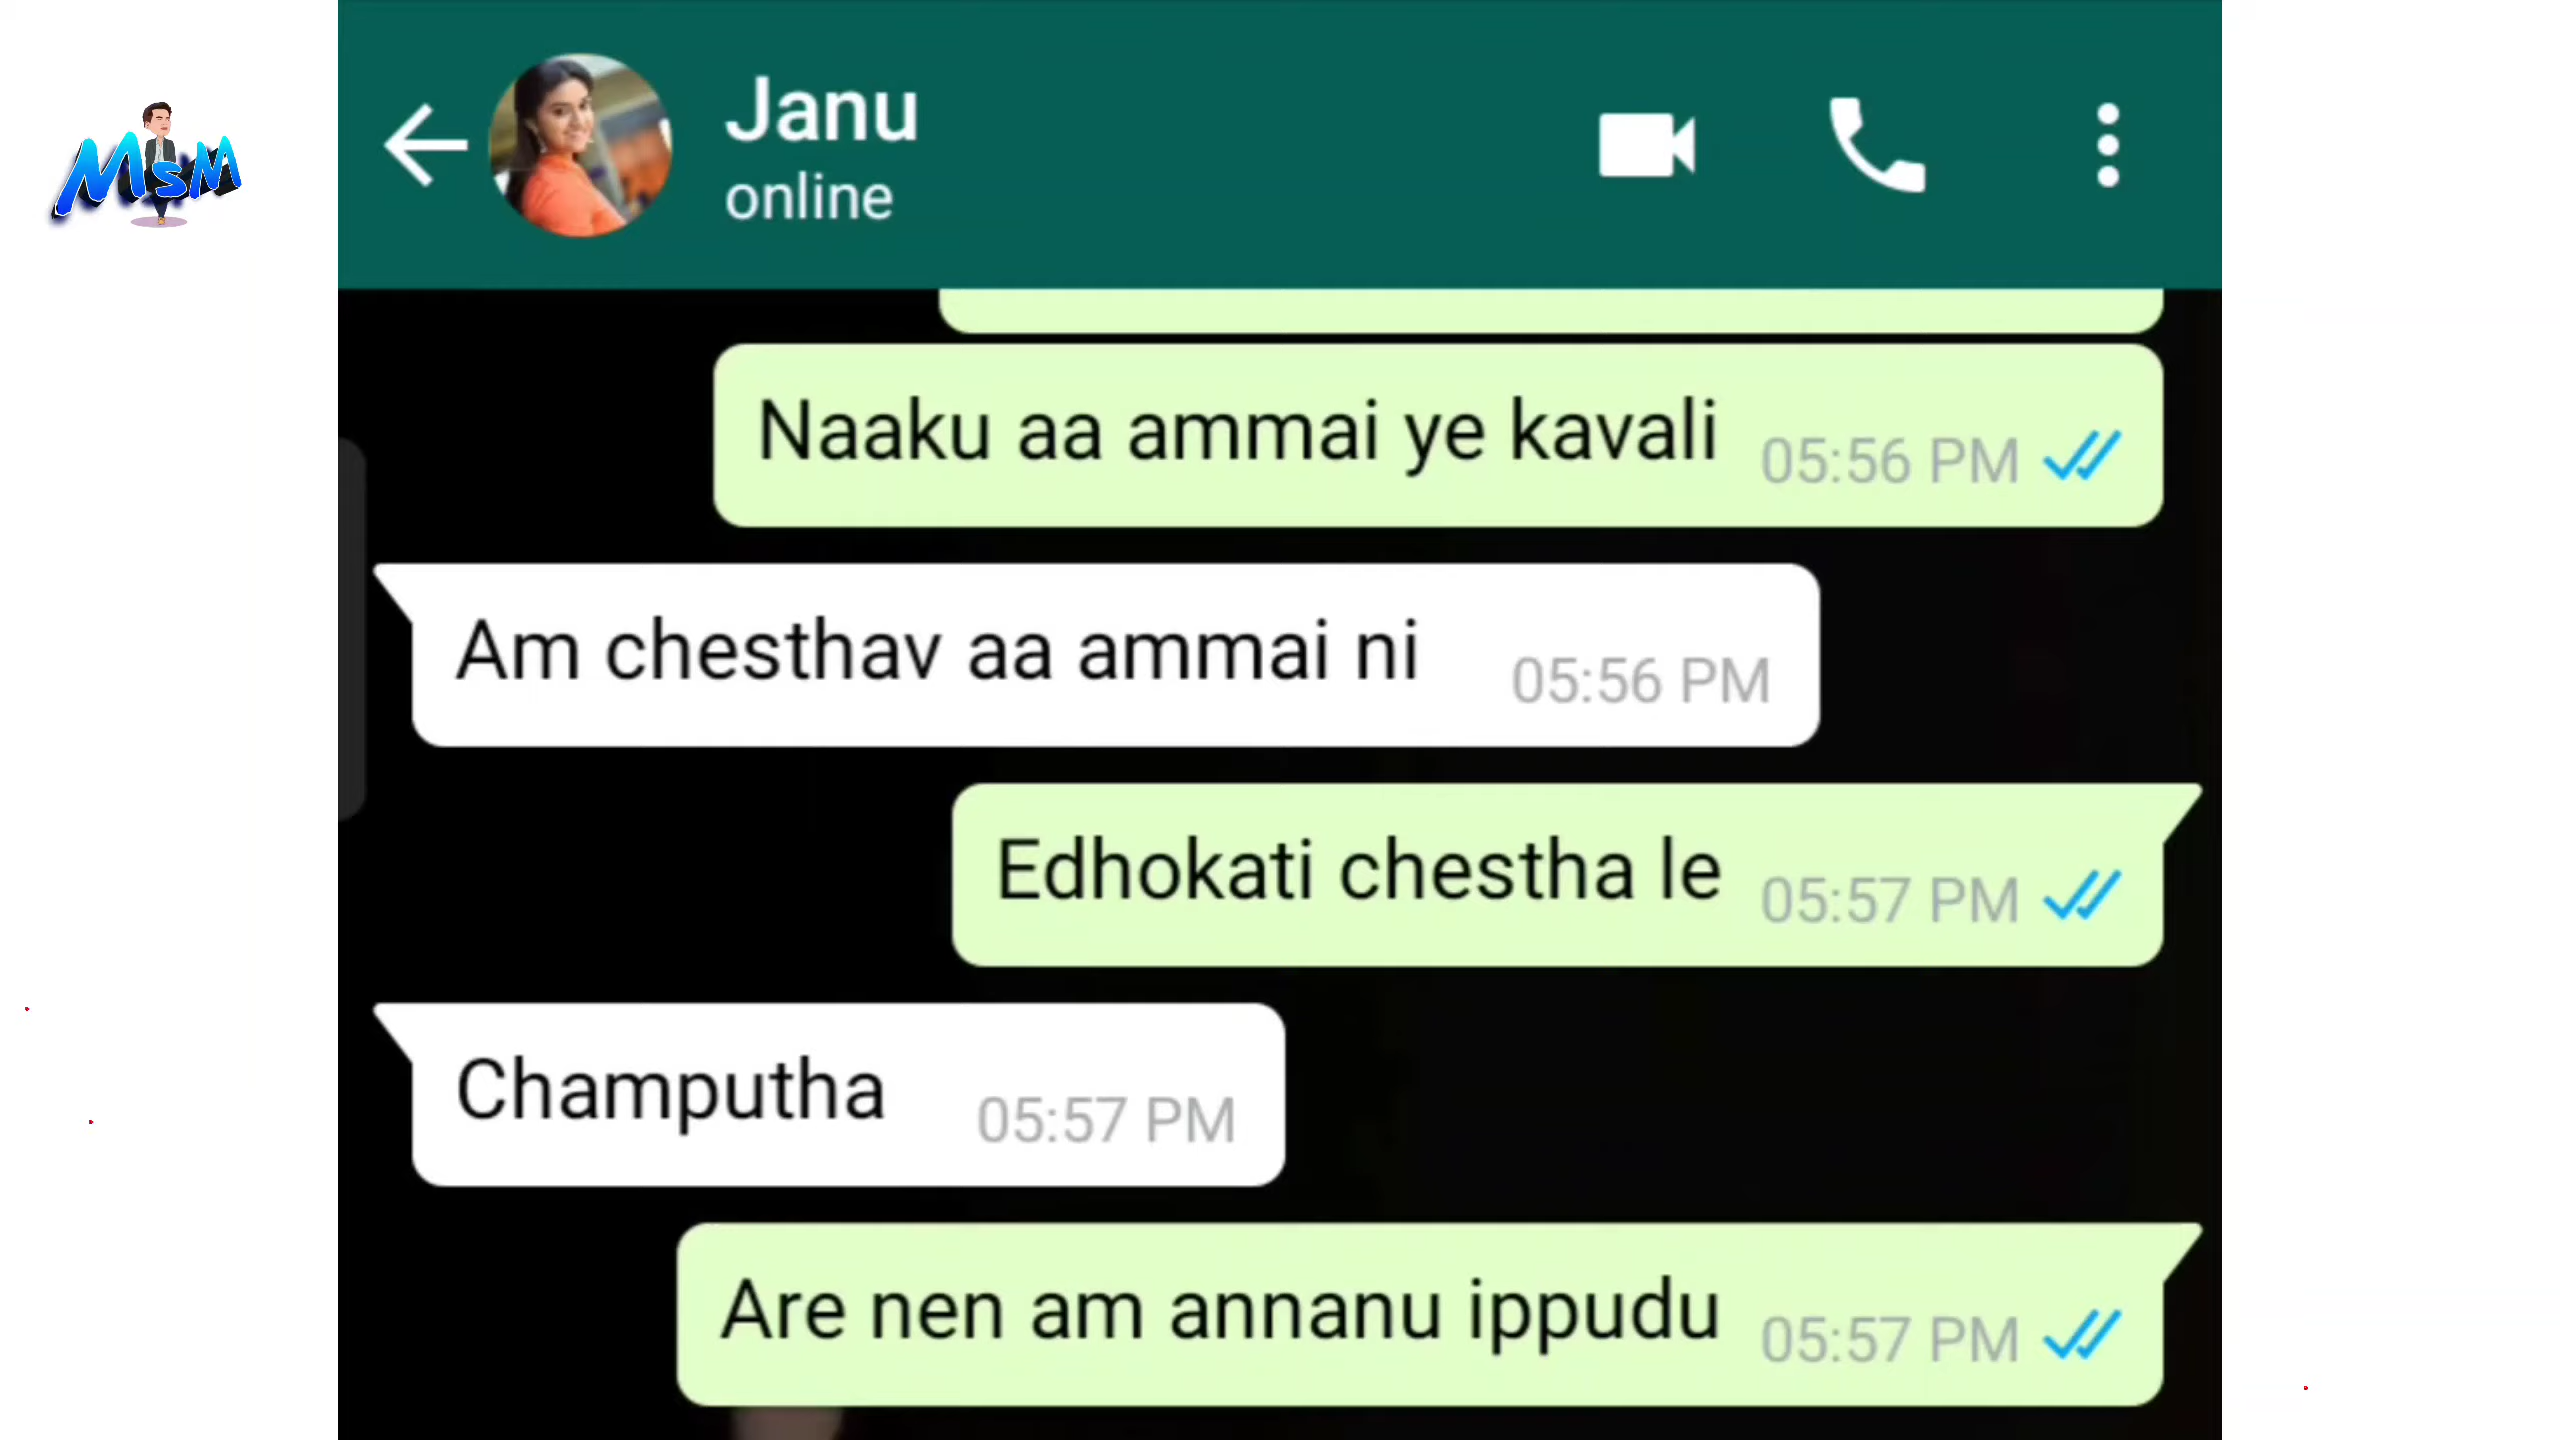 MsM
Janu
online
Naaku aa ammai ye kavali 05:56 PM
Am chesthav aa ammai ni 05:56 PM
Edhokati chestha le 05:57 PM
Champutha 05:57 PM
Are nen am annanu ippudu 05:57 PM